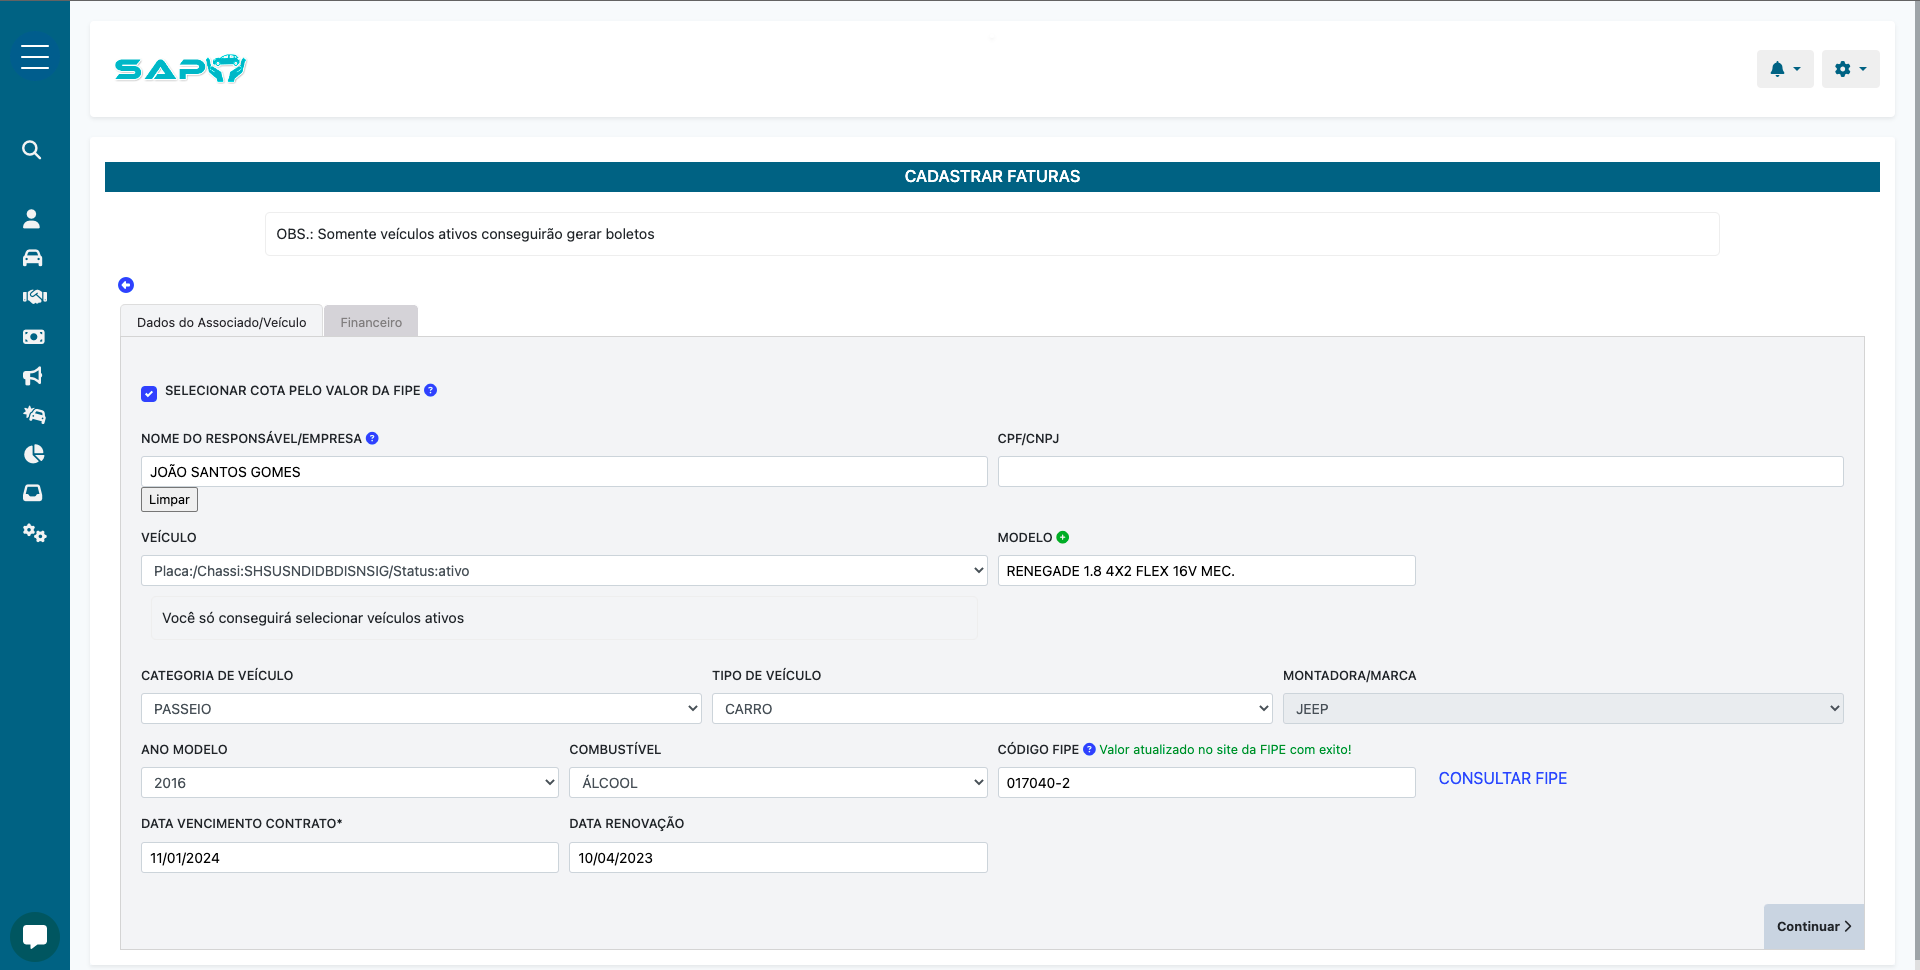 SAPY
CADASTRAR FATURAS
OBS.: Somente veículos ativos conseguirão gerar boletos
Dados do Associado/Veículo
Financeiro
SELECIONAR COTA PELO VALOR DA FIPE
NOME DO RESPONSÁVEL/EMPRESA
CPF/CNPJ
JOÃO SANTOS GOMES
Limpar
VEÍCULO
MODELO
Placa:/Chassi:SHSUSNDIDBDISNSIG/Status:ativo
RENEGADE 1.8 4X2 FLEX 16V MEC.
Você só conseguirá selecionar veículos ativos
CATEGORIA DE VEÍCULO
TIPO DE VEÍCULO
MONTADORA/MARCA
PASSEIO
CARRO
JEEP
ANO MODELO
COMBUSTÍVEL
CÓDIGO FIPE Valor atualizado no site da FIPE com exito!
2016
ÁLCOOL
017040-2
CONSULTAR FIPE
DATA VENCIMENTO CONTRATO*
DATA RENOVAÇÃO
11/01/2024
10/04/2023
Continuar